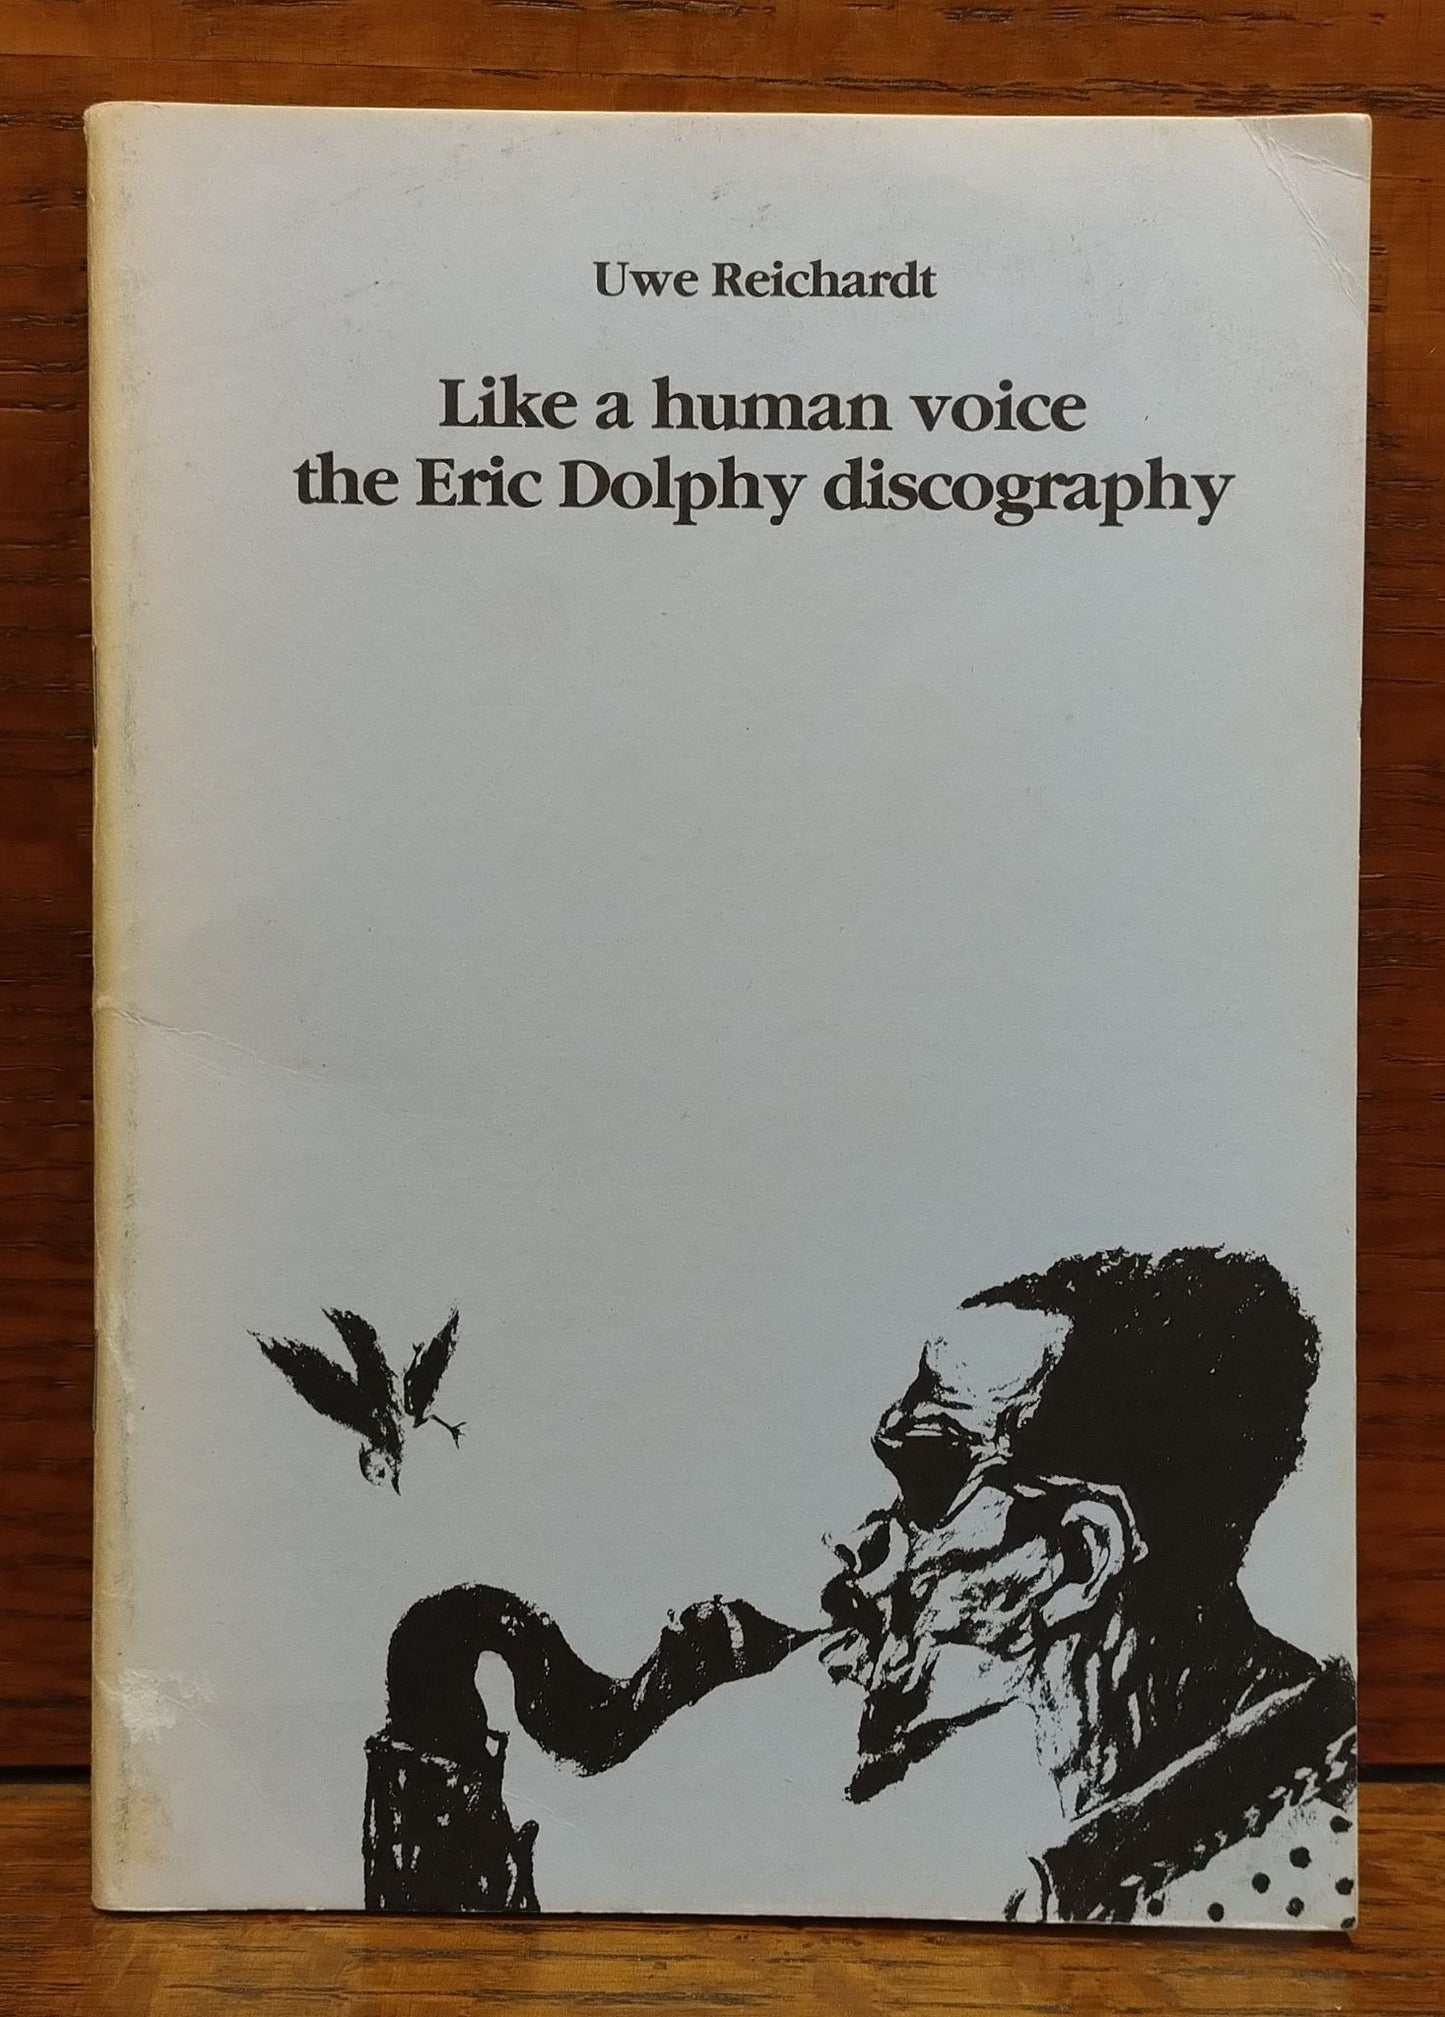 Uwe Reichardt
Like a human voice
the Eric Dolphy discography